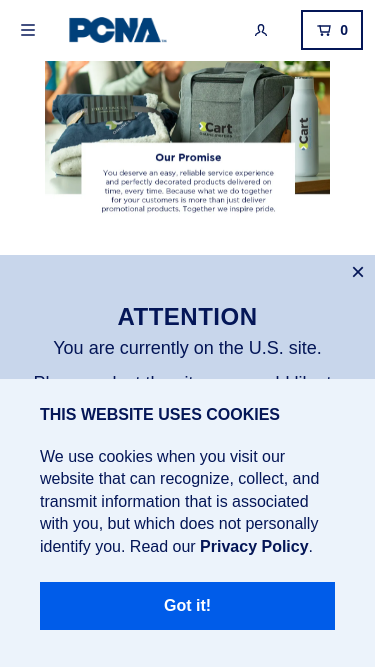 PCNA
0
Cart
Cart
Our Promise
You deserve an easy, reliable service experience
and perfectly decorated products delivered on
time, every time. Because what we do together
for your customers is more than just deliver
promotional products. Together we inspire pride.
ATTENTION
You are currently on the U.S. site.
THIS WEBSITE USES COOKIES
We use cookies when you visit our
website that can recognize, collect, and
transmit information that is associated
with you, but which does not personally
identify you. Read our Privacy Policy.
Got it!